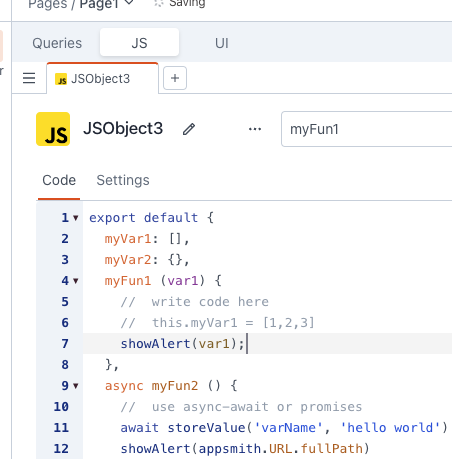 Pages / Page1 Saving
Queries JS UI
JS JSObject3 +
JS JSObject3 ... myFun1
Code Settings
1 export default {
2 myVar1: [],
3 myVar2: {},
4 myFun1 (var1) {
5 // write code here
6 // this.myVar1 = [1,2,3]
7 showAlert(var1);
8 },
9 async myFun2 () {
10 // use async-await or promises
11 await storeValue('varName', 'hello world')
12 showAlert(appsmith.URL.fullPath)